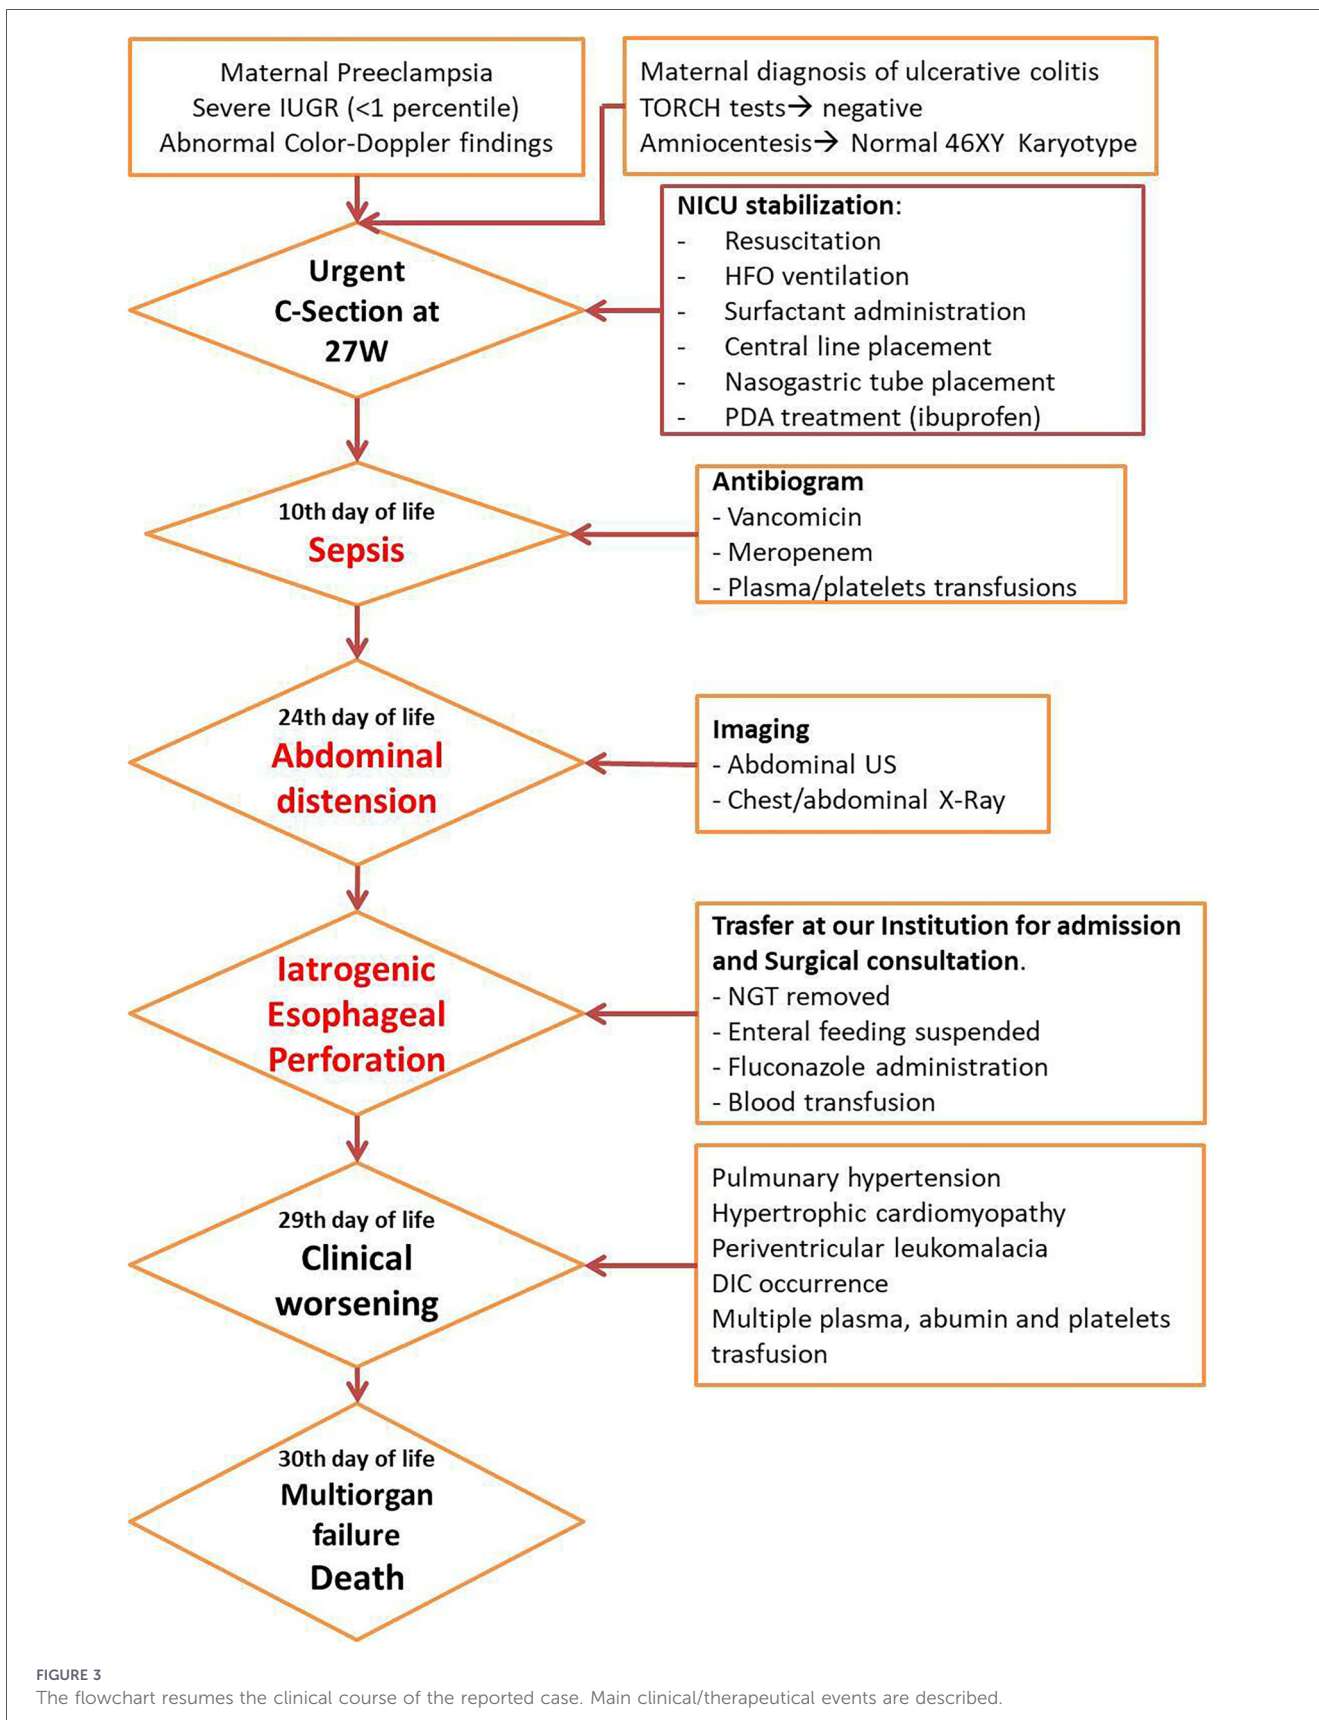 Maternal Preeclampsia
Severe IUGR (<1 percentile)
Abnormal Color-Doppler findings
Maternal diagnosis of ulcerative colitis
TORCH tests→ negative
Amniocentesis→ Normal 46XY Karyotype
NICU stabilization:
- Resuscitation
- HFO ventilation
- Surfactant administration
- Central line placement
- Nasogastric tube placement
- PDA treatment (ibuprofen)
Urgent
C-Section at
27W
10th day of life
Sepsis
Antibiogram
- Vancomicin
- Meropenem
- Plasma/platelets transfusions
24th day of life
Abdominal
distension
Imaging
- Abdominal US
- Chest/abdominal X-Ray
Iatrogenic
Esophageal
Perforation
Trasfer at our Institution for admission
and Surgical consultation.
- NGT removed
- Enteral feeding suspended
- Fluconazole administration
- Blood transfusion
29th day of life
Clinical
worsening
Pulmunary hypertension
Hypertrophic cardiomyopathy
Periventricular leukomalacia
DIC occurrence
Multiple plasma, abumin and platelets
trasfusion
30th day of life
Multiorgan
failure
Death
FIGURE 3
The flowchart resumes the clinical course of the reported case. Main clinical/therapeutical events are described.